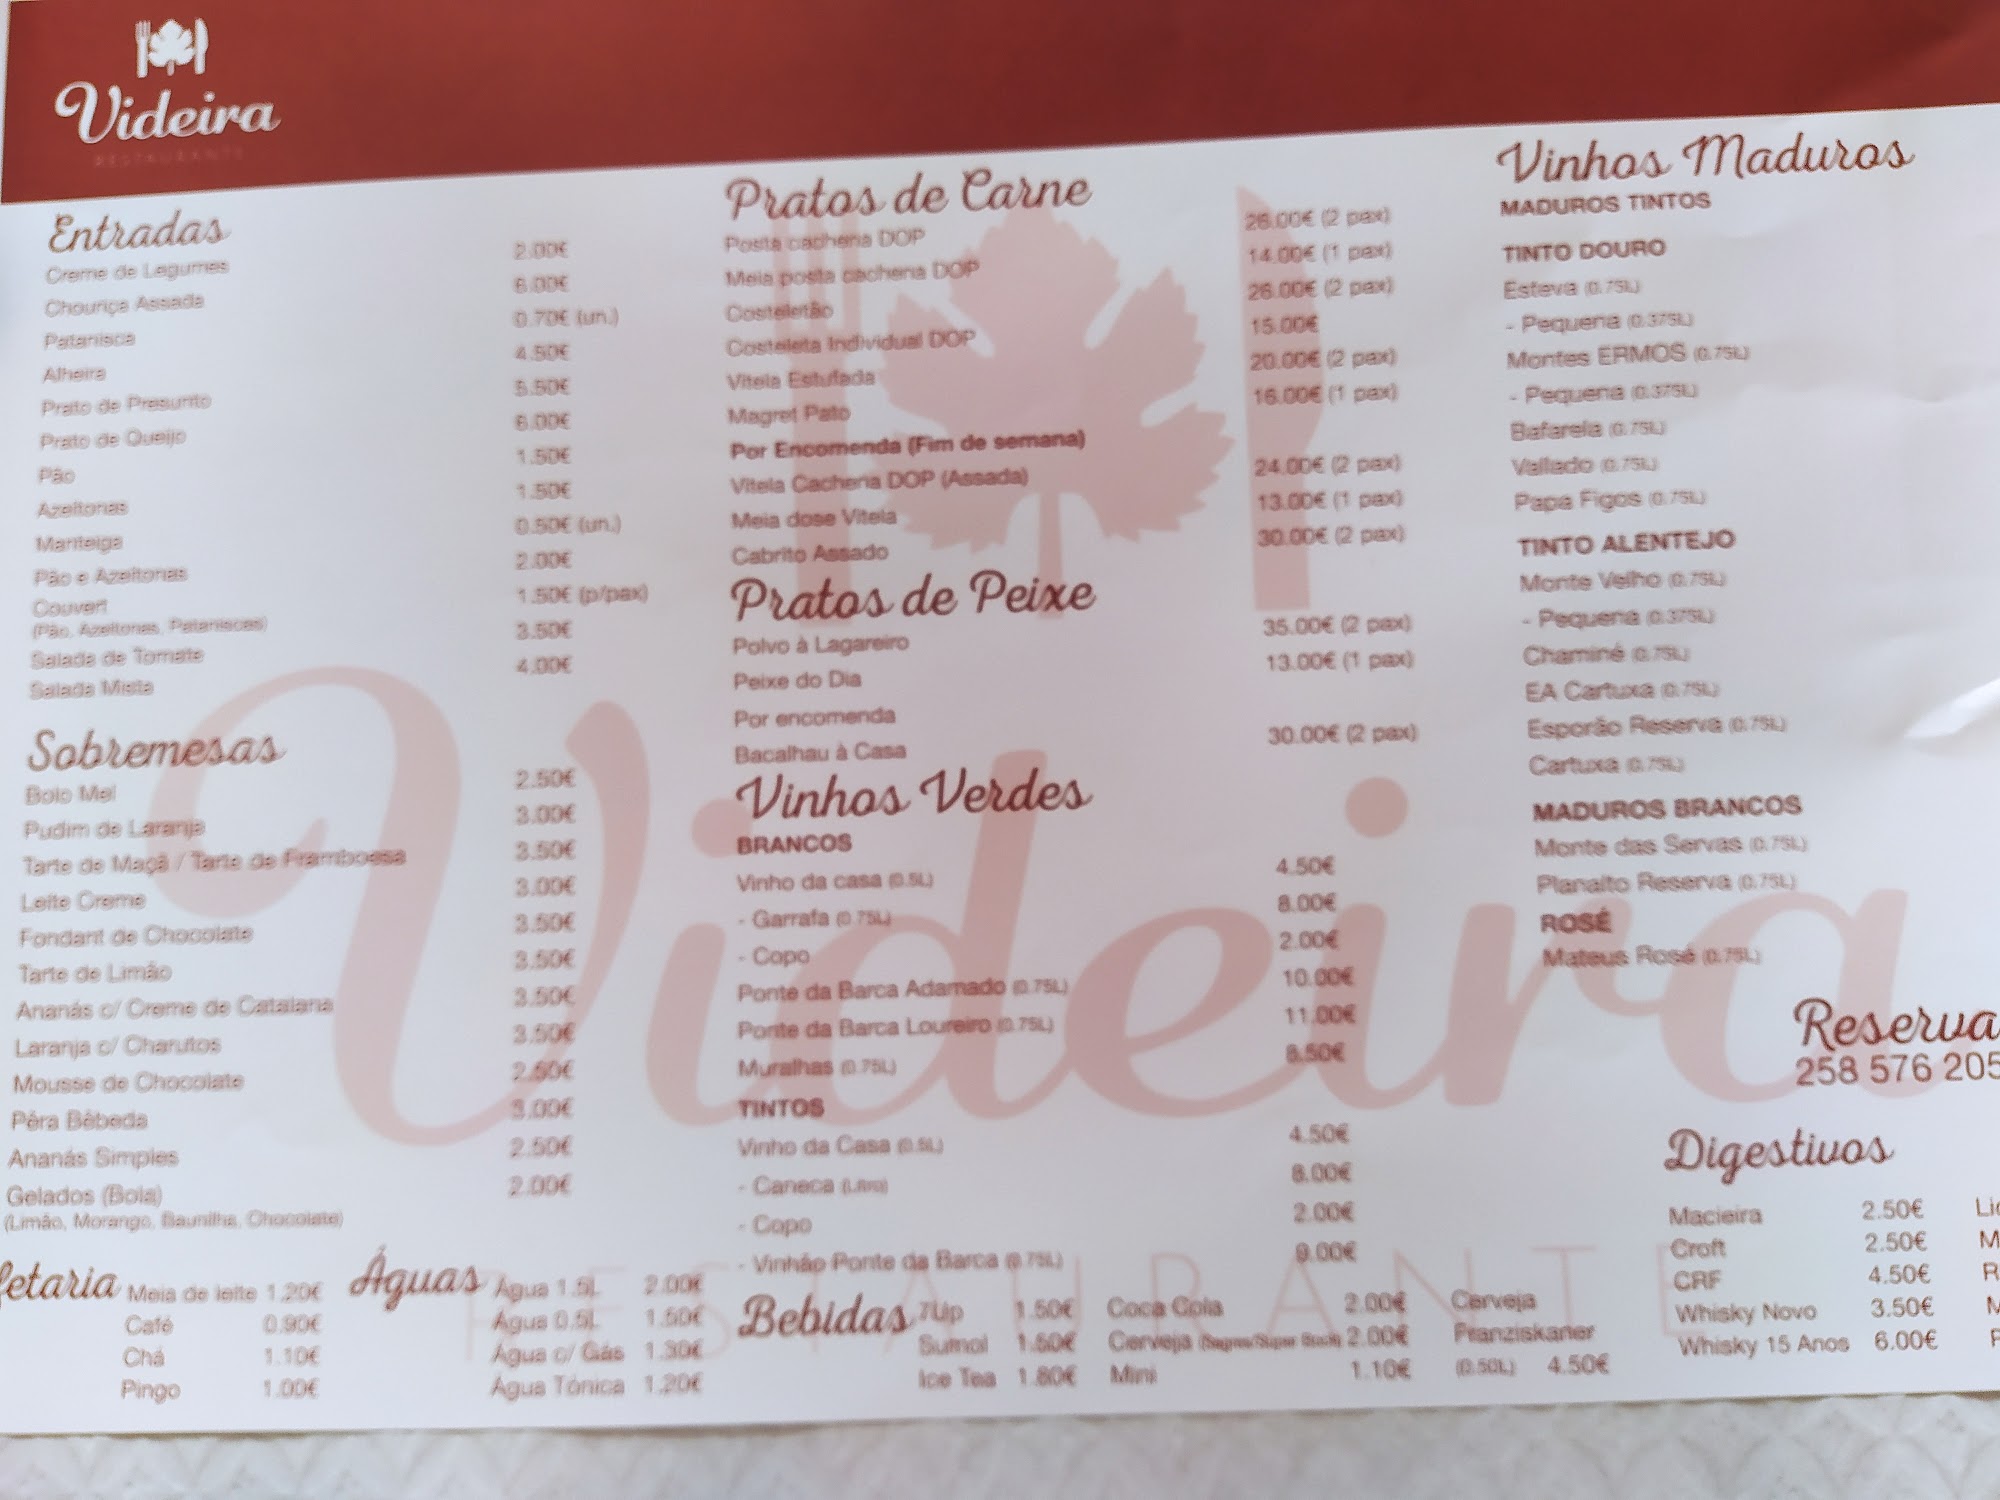 Videira
RESTAURANTE
Entradas
Creme de Legumes 2.00€
Chouriça Assada 6.00€
Patanisca 0.70€ (un.)
Alheira 4.50€
Prato de Presunto 5.50€
Prato de Queijo 6.00€
Pão 1.50€
Azeitonas 1.50€
Manteiga 0.50€ (un.)
Pão e Azeitonas 2.00€
Couvert 1.50€ (p/pax)
(Pão, Azeitonas, Pataniscas)
Salada de Tomate 3.50€
Salada Mista 4.00€
Sobremesas
Bolo Mel 2.50€
Pudim de Laranja 3.00€
Tarte de Maçã / Tarte de Framboesa 3.50€
Leite Creme 3.00€
Fondant de Chocolate 3.50€
Tarte de Limão 3.50€
Ananás c/ Creme de Catalana 3.50€
Laranja c/ Charutos 3.50€
Mousse de Chocolate 2.50€
Pêra Bêbeda 3.00€
Ananás Simples 2.50€
Gelados (Bola) 2.00€
(Limão, Morango, Baunilha, Chocolate)
Pratos de Carne
Posta cachena DOP 26.00€ (2 pax)
Meia posta cachena DOP 14.00€ (1 pax)
Costeletão 26.00€ (2 pax)
Costeleta Individual DOP 15.00€
Vitela Estufada 20.00€ (2 pax)
Magret Pato 16.00€ (1 pax)
Por Encomenda (Fim de semana)
Vitela Cachena DOP (Assada) 24.00€ (2 pax)
Meia dose Vitela 13.00€ (1 pax)
Cabrito Assado 30.00€ (2 pax)
Pratos de Peixe
Polvo à Lagareiro 35.00€ (2 pax)
Peixe do Dia 13.00€ (1 pax)
Por encomenda
Bacalhau à Casa 30.00€ (2 pax)
Vinhos Verdes
BRANCOS
Vinho da casa (0.5L) 4.50€
- Garrafa (0.75L) 8.00€
- Copo 2.00€
Ponte da Barca Adamado (0.75L) 10.00€
Ponte da Barca Loureiro (0.75L) 11.00€
Muralhas (0.75L) 8.50€
TINTOS
Vinho da Casa (0.5L) 4.50€
- Caneca 8.00€
- Copo 2.00€
- Vinhão Ponte da Barca (0.75L) 9.00€
Vinhos Maduros
MADUROS TINTOS
TINTO DOURO
Esteva (0.75L)
- Pequena (0.375L)
Montes ERMOS (0.75L)
- Pequena (0.375L)
Bafarela (0.75L)
Vallado (0.75L)
Papa Figos (0.75L)
TINTO ALENTEJO
Monte Velho (0.75L)
- Pequena (0.375L)
Chaminé (0.75L)
EA Cartuxa (0.75L)
Esporão Reserva (0.75L)
Cartuxa (0.75L)
MADUROS BRANCOS
Monte das Servas (0.75L)
Planalto Reserva (0.75L)
ROSÉ
Mateus Rosé (0.75L)
Videira
RESTAURANTE
Reserva
258 576 205
Digestivos
Macieira 2.50€ Lic
Croft 2.50€ M
CRF 4.50€ R
Whisky Novo 3.50€ M
Whisky 15 Anos 6.00€
fetaria
Meia de leite 1.20€
Café 0.90€
Chá 1.10€
Pingo 1.00€
Águas
Água 1.5L 2.00€
Água 0.5L 1.50€
Água c/ Gás 1.30€
Água Tónica 1.20€
Bebidas
7Up 1.50€ Coca Cola 2.00€ Cerveja
Sumol 1.50€ Cerveja (Sagres/Super Bock) 2.00€ Franziskaner
Ice Tea 1.80€ Mini 1.10€ (0.50L) 4.50€